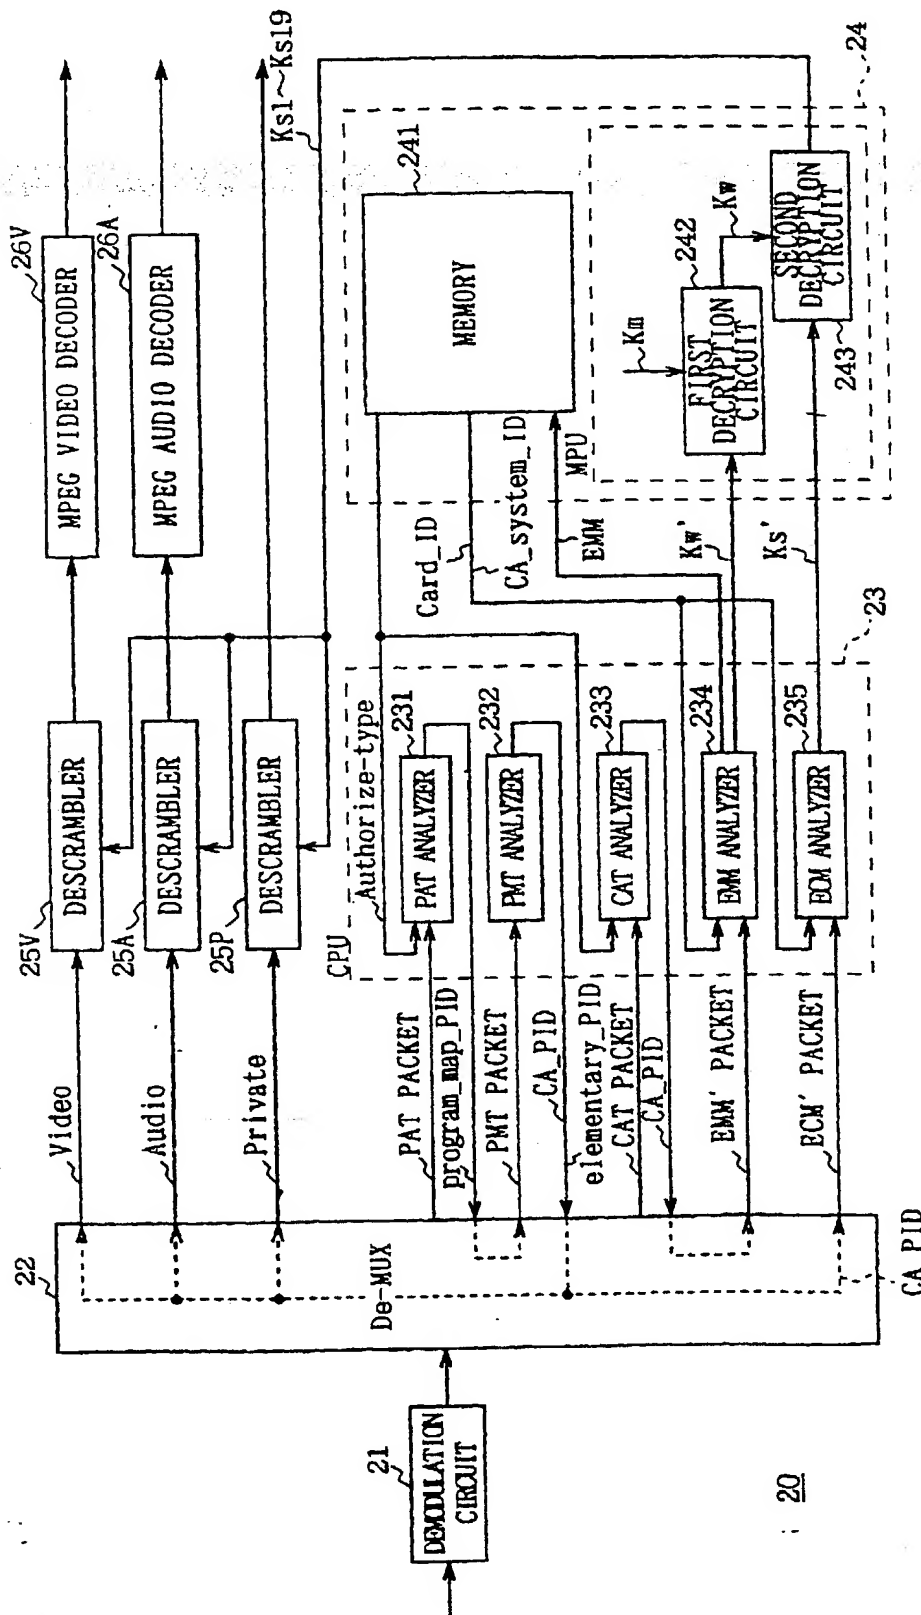 20
21
DEMODULATION
CIRCUIT
22
De-MUX
CA_PID
Video
Audio
Private
PAT PACKET
program_map_PID
PMT PACKET
CA_PID
elementary_PID
CAT PACKET
CA_PID
EMM' PACKET
ECM' PACKET
25V
DESCRAMBLER
25A
DESCRAMBLER
25P
DESCRAMBLER
CPU
Authorize-type
PAT ANALYZER
231
PMT ANALYZER
232
CAT ANALYZER
233
EMM ANALYZER
234
ECM ANALYZER
235
23
Card_ID
CA_system_ID
EMM
Kw'
Ks'
MPEG VIDEO DECODER
26V
MPEG AUDIO DECODER
26A
Ks1~Ks19
MEMORY
241
MPU
Km
FIRST
DECRYPTION
CIRCUIT
242
Kw
SECOND
DECRYPTION
CIRCUIT
243
24